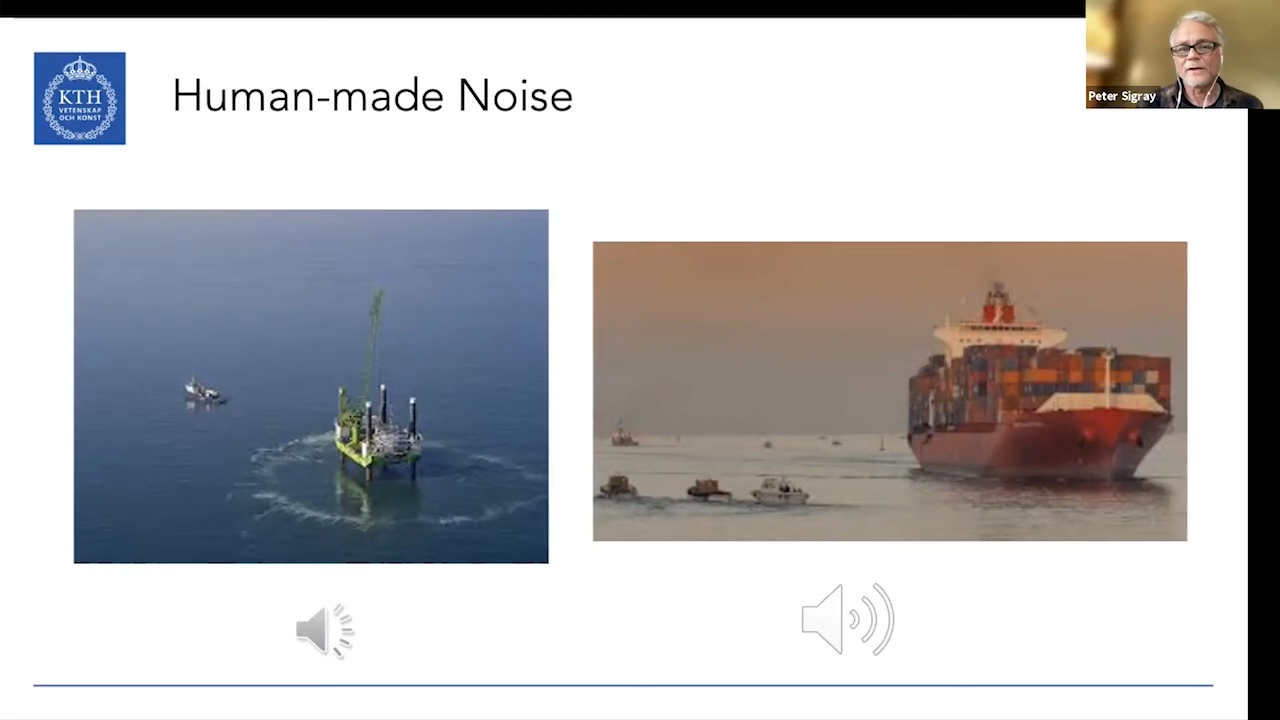 KTH
VETENSKAP
OCH KONST
Human-made Noise
Peter Sigray